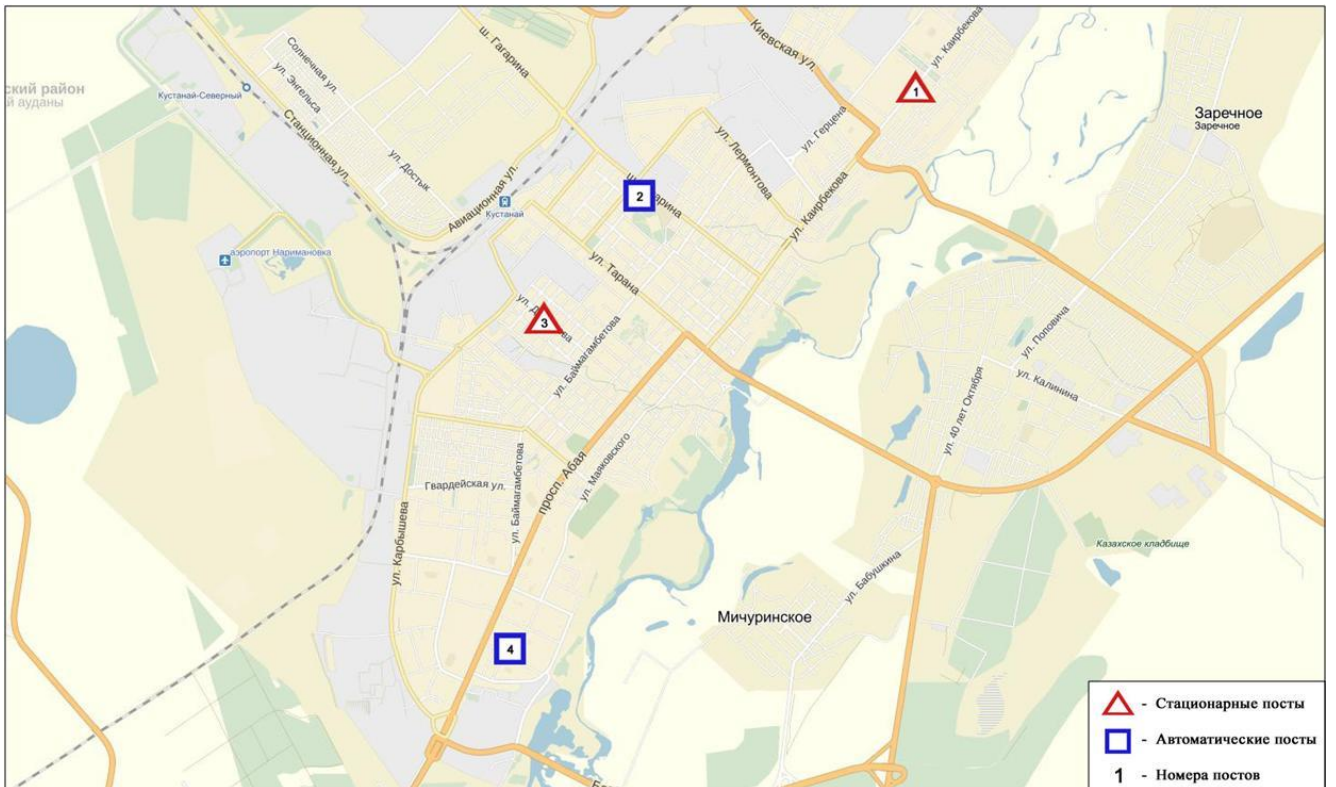 ский район
й ауданы
Кустанай-Северный
Солнечная ул.
ул. Энгельса
Станционная ул.
ул. Достык
Авиационная ул.
Кустанай
аэропорт Наримановка
ш. Гагарина
Киевская ул.
ул. Каирбекова
1
ул. Герцена
ул. Лермонтова
2
ул. Каирбекова
ул. Тарана
3
ул. Баймагамбетова
Заречное
Заречное
ул. Поповича
ул. Калинина
ул. 40 лет Октября
Гвардейская ул.
ул. Баймагамбетова
просп. Абая
ул. Маяковского
ул. Карбышева
4
Мичуринское
ул. Бабушкина
Казахское кладбище
- Стационарные посты
- Автоматические посты
1 - Номера постов